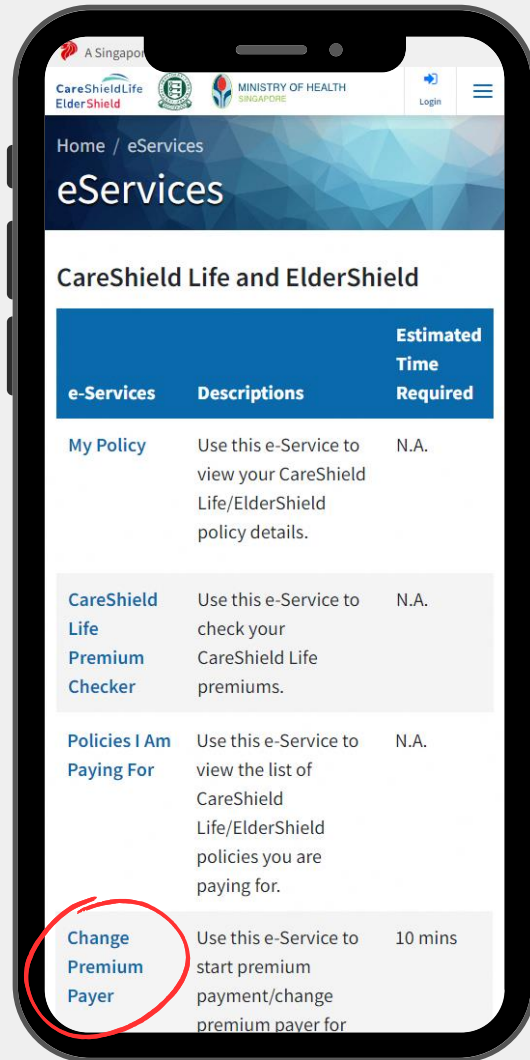 A Singapor
CareShieldLife
ElderShield
MINISTRY OF HEALTH
SINGAPORE
Login
Home / eServices
eServices
CareShield Life and ElderShield
e-Services Descriptions Estimated Time Required
My Policy Use this e-Service to N.A.
view your CareShield
Life/ElderShield
policy details.
CareShield Use this e-Service to N.A.
Life check your
Premium CareShield Life
Checker premiums.
Policies I Am Use this e-Service to N.A.
Paying For view the list of
CareShield
Life/ElderShield
policies you are
paying for.
Change Use this e-Service to 10 mins
Premium start premium
Payer payment/change
premium payer for